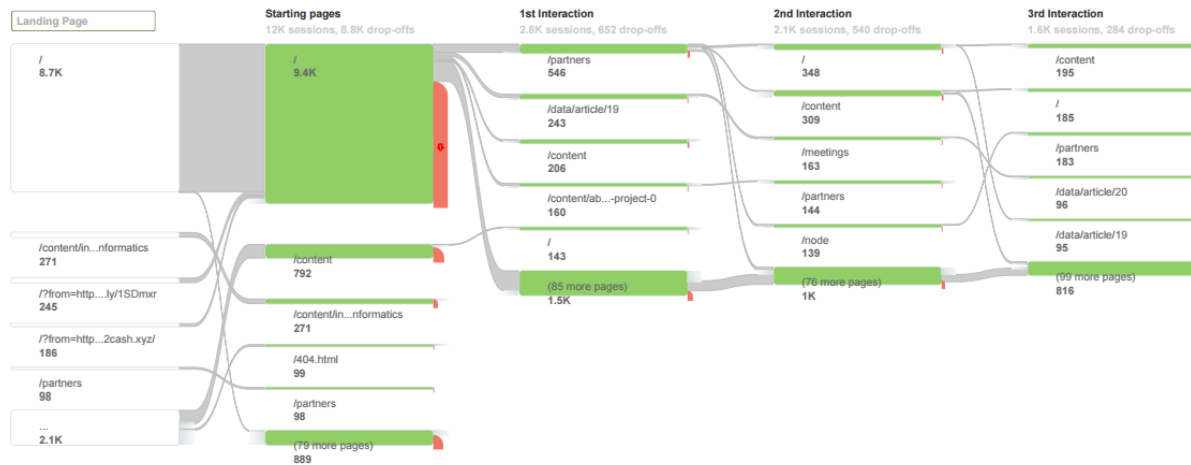 Landing Page
/
8.7K
/content/in...nformatics
271
/?from=http....ly/1SDmxr
245
/?from=http...2cash.xyz/
186
/partners
98
...
2.1K
Starting pages
12K sessions, 8.8K drop-offs
/
9.4K
/content
792
/content/in...nformatics
271
/404.html
99
/partners
98
(79 more pages)
889
1st Interaction
2.8K sessions, 652 drop-offs
/partners
546
/data/article/19
243
/content
206
/content/ab...-project-0
160
/
143
(85 more pages)
1.5K
2nd Interaction
2.1K sessions, 540 drop-offs
/
348
/content
309
/meetings
163
/partners
144
/node
139
(76 more pages)
1K
3rd Interaction
1.6K sessions, 284 drop-offs
/content
195
/
185
/partners
183
/data/article/20
96
/data/article/19
95
(99 more pages)
816